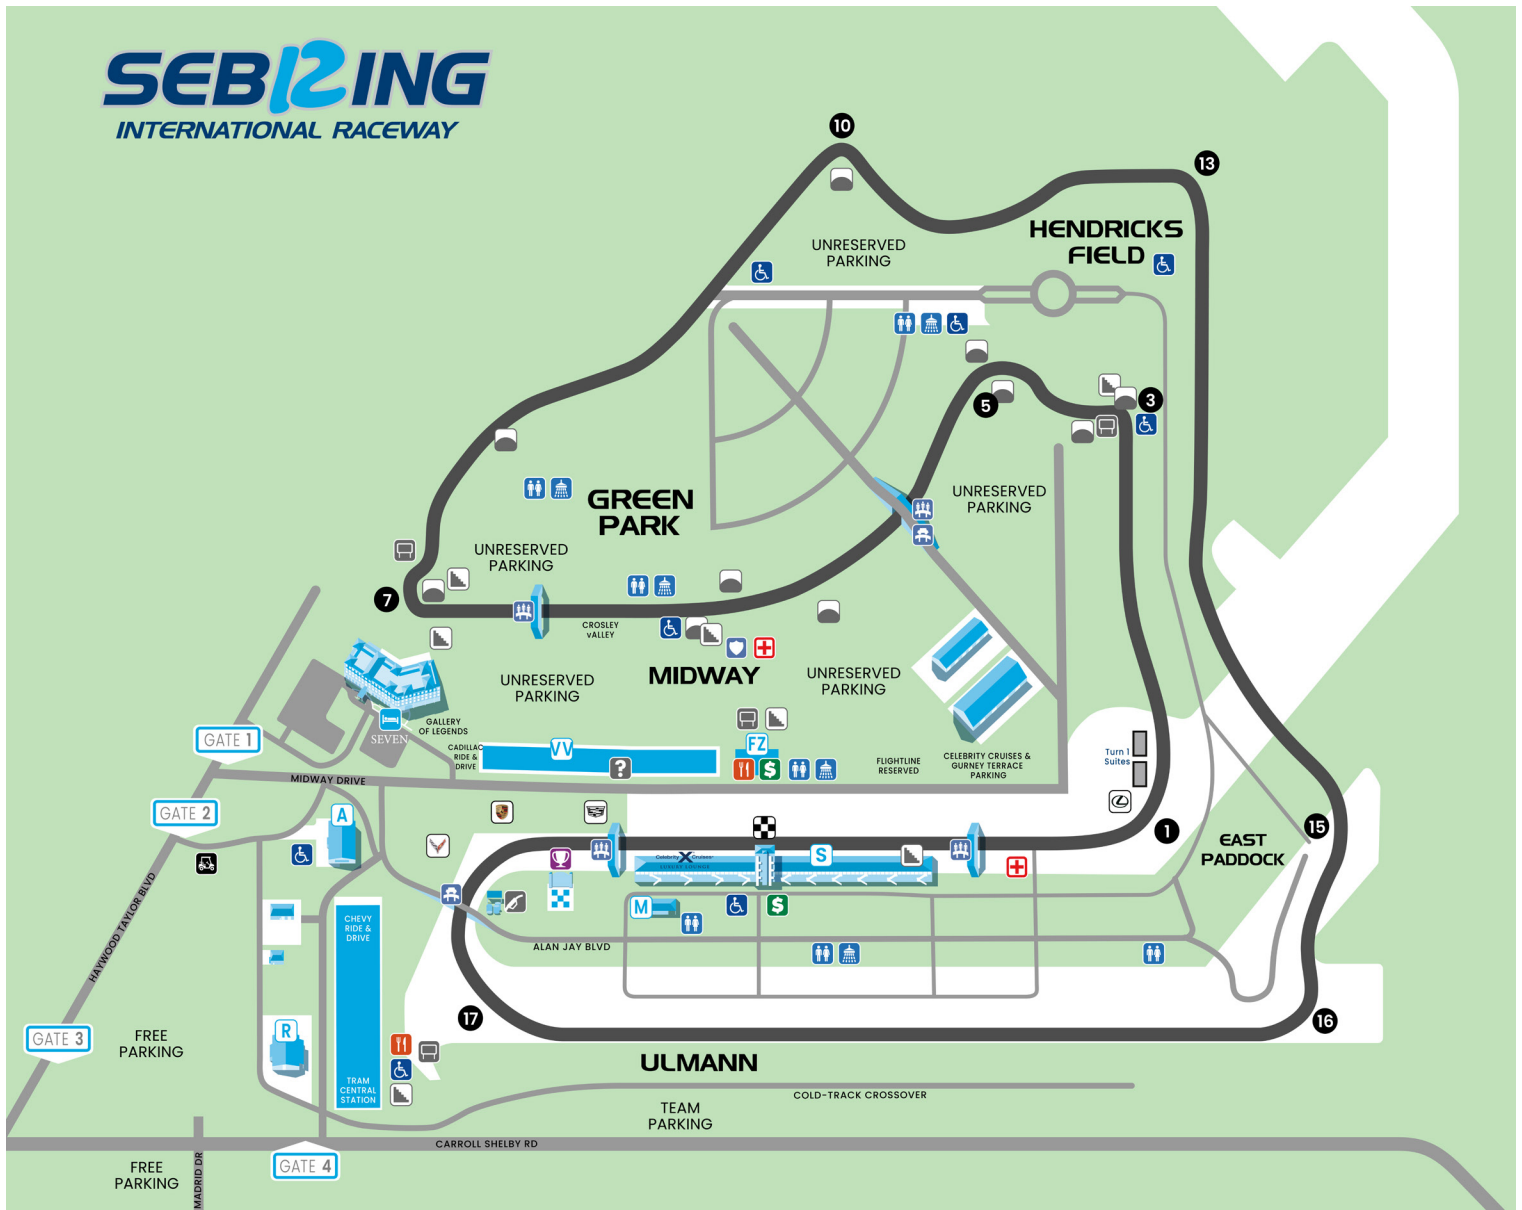 SEB12ING
INTERNATIONAL RACEWAY
10
13
HENDRICKS
FIELD
UNRESERVED
PARKING
3
5
UNRESERVED
PARKING
GREEN
PARK
UNRESERVED
PARKING
7
CROSLEY
vALLEY
MIDWAY
UNRESERVED
PARKING
UNRESERVED
PARKING
GALLERY
OF LEGENDS
SEVEN
GATE 1
CADILLAC
RIDE &
DRIVE
VV
?
FZ
$
FLIGHTLINE
RESERVED
CELEBRITY CRUISES &
GURNEY TERRACE
PARKING
Turn 1
Suites
MIDWAY DRIVE
GATE 2
A
1
15
EAST
PADDOCK
Celebrity X Cruises
LUXURY LOUNGE
S
M
$
HAYWOOD TAYLOR BLVD
CHEVY
RIDE &
DRIVE
ALAN JAY BLVD
17
16
GATE 3
FREE
PARKING
R
TRAM
CENTRAL
STATION
ULMANN
COLD-TRACK CROSSOVER
TEAM
PARKING
CARROLL SHELBY RD
GATE 4
FREE
PARKING
MADRID DR